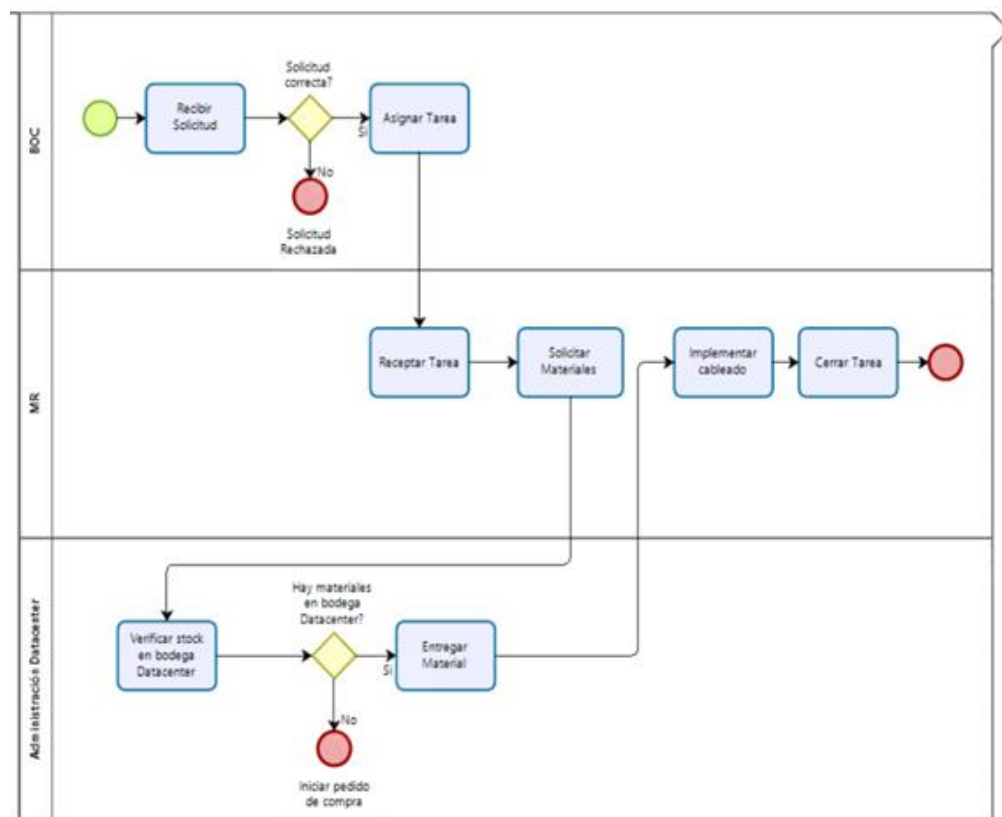 BOC
Recibir
Solicitud
Solicitud
correcta?
Si
Asignar Tarea
No
Solicitud
Rechazada
MR
Receptar Tarea
Solicitar
Materiales
Implementar
cableado
Cerrar Tarea
Administración Datacenter
Verificar stock
en bodega
Datacenter
Hay materiales
en bodega
Datacenter?
Si
Entregar
Material
No
Iniciar pedido
de compra